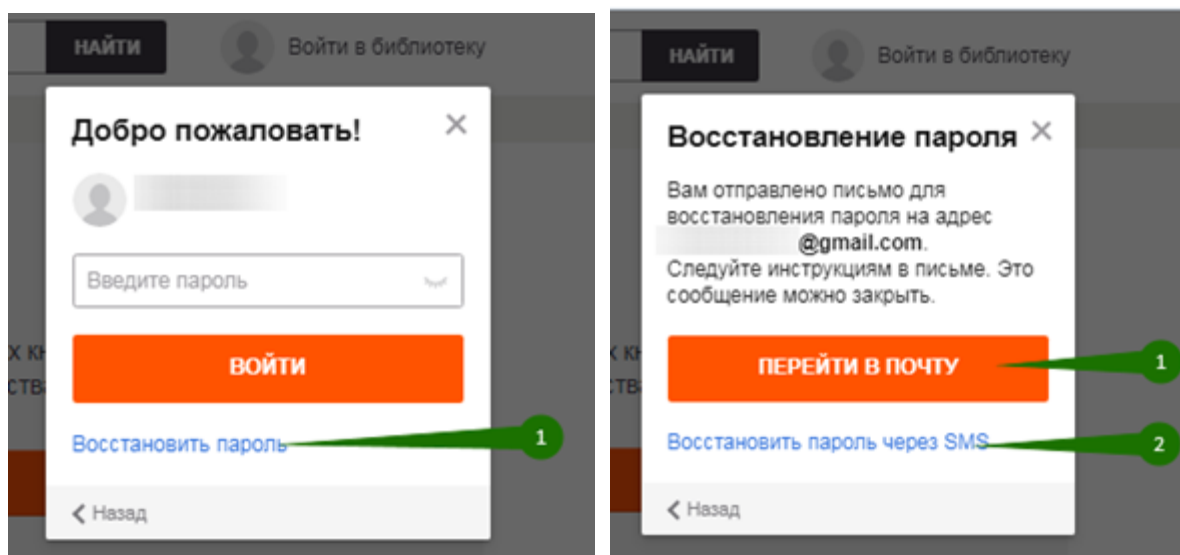 НАЙТИ
Войти в библиотеку
Добро пожаловать!
Введите пароль
ВОЙТИ
Восстановить пароль
1
Назад
НАЙТИ
Войти в библиотеку
Восстановление пароля
Вам отправлено письмо для
восстановления пароля на адрес
@gmail.com.
Следуйте инструкциям в письме. Это
сообщение можно закрыть.
ПЕРЕЙТИ В ПОЧТУ
1
Восстановить пароль через SMS
2
Назад